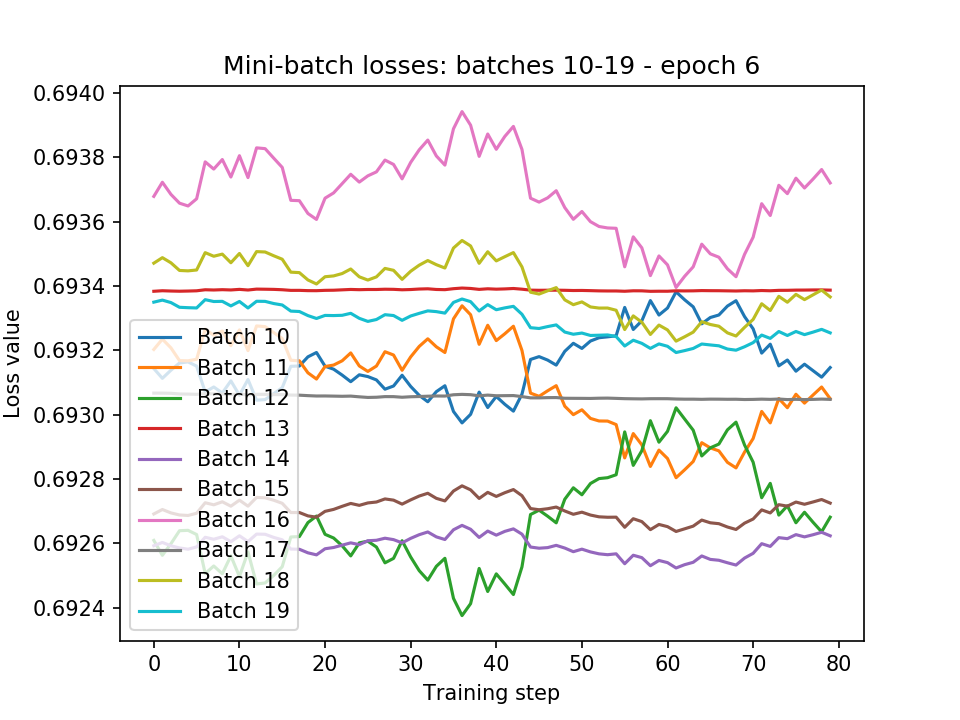 Mini-batch losses: batches 10-19 - epoch 6
Loss value
0.6940
0.6938
0.6936
0.6934
0.6932
0.6930
0.6928
0.6926
0.6924
Batch 10
Batch 11
Batch 12
Batch 13
Batch 14
Batch 15
Batch 16
Batch 17
Batch 18
Batch 19
0 10 20 30 40 50 60 70 80
Training step